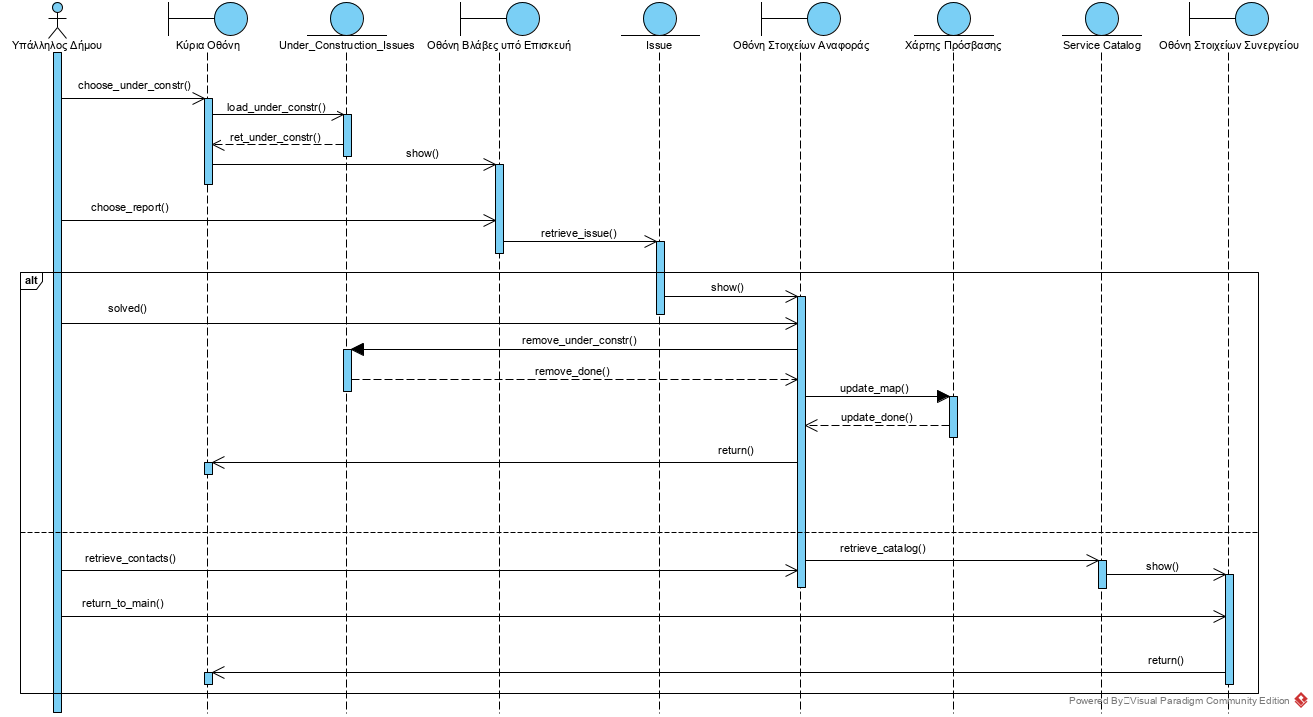 Υπάλληλος Δήμου
Κύρια Οθόνη
Under_Construction_Issues
Οθόνη Βλάβες υπό Επισκευή
Issue
Οθόνη Στοιχείων Αναφοράς
Χάρτης Πρόσβασης
Service Catalog
Οθόνη Στοιχείων Συνεργείου
choose_under_constr()
load_under_constr()
ret_under_constr()
show()
choose_report()
retrieve_issue()
alt
show()
solved()
remove_under_constr()
remove_done()
update_map()
update_done()
return()
retrieve_catalog()
retrieve_contacts()
show()
return_to_main()
return()
Powered By Visual Paradigm Community Edition